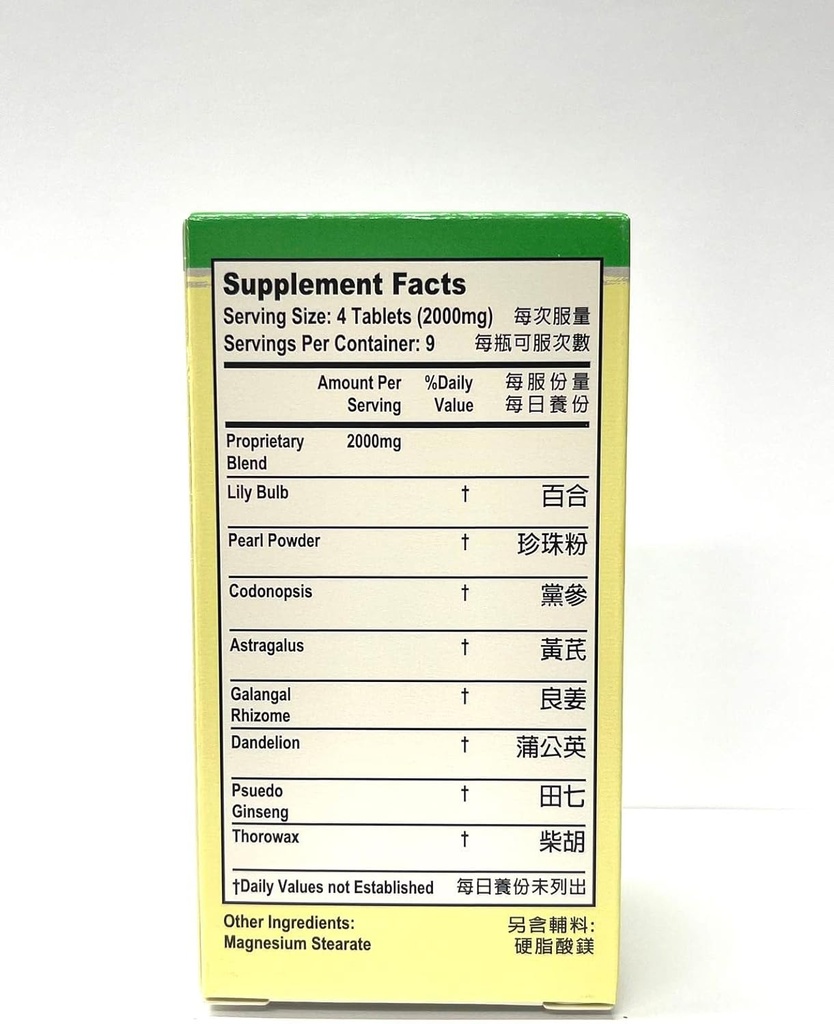 Supplement Facts
Serving Size: 4 Tablets (2000mg) 每次服量
Servings Per Container: 9 每瓶可服次數
Amount Per %Daily 每服份量
Serving Value 每日養份
Proprietary 2000mg
Blend
Lily Bulb † 百合
Pearl Powder † 珍珠粉
Codonopsis † 黨參
Astragalus † 黃芪
Galangal † 良姜
Rhizome
Dandelion † 蒲公英
Psuedo † 田七
Ginseng
Thorowax † 柴胡
†Daily Values not Established 每日養份未列出
Other Ingredients: 另含輔料:
Magnesium Stearate 硬脂酸鎂